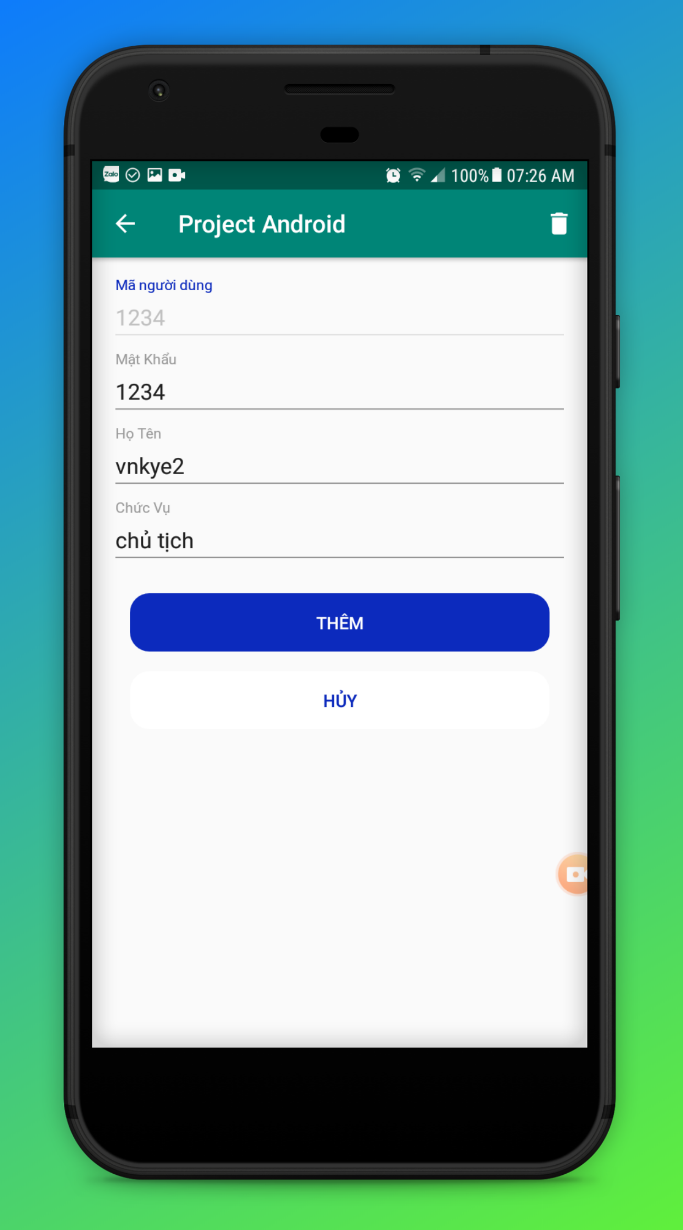 Zalo 100% 07:26 AM
Project Android
Mã người dùng
1234
Mật Khẩu
1234
Họ Tên
vnkye2
Chức Vụ
chủ tịch
THÊM
HỦY